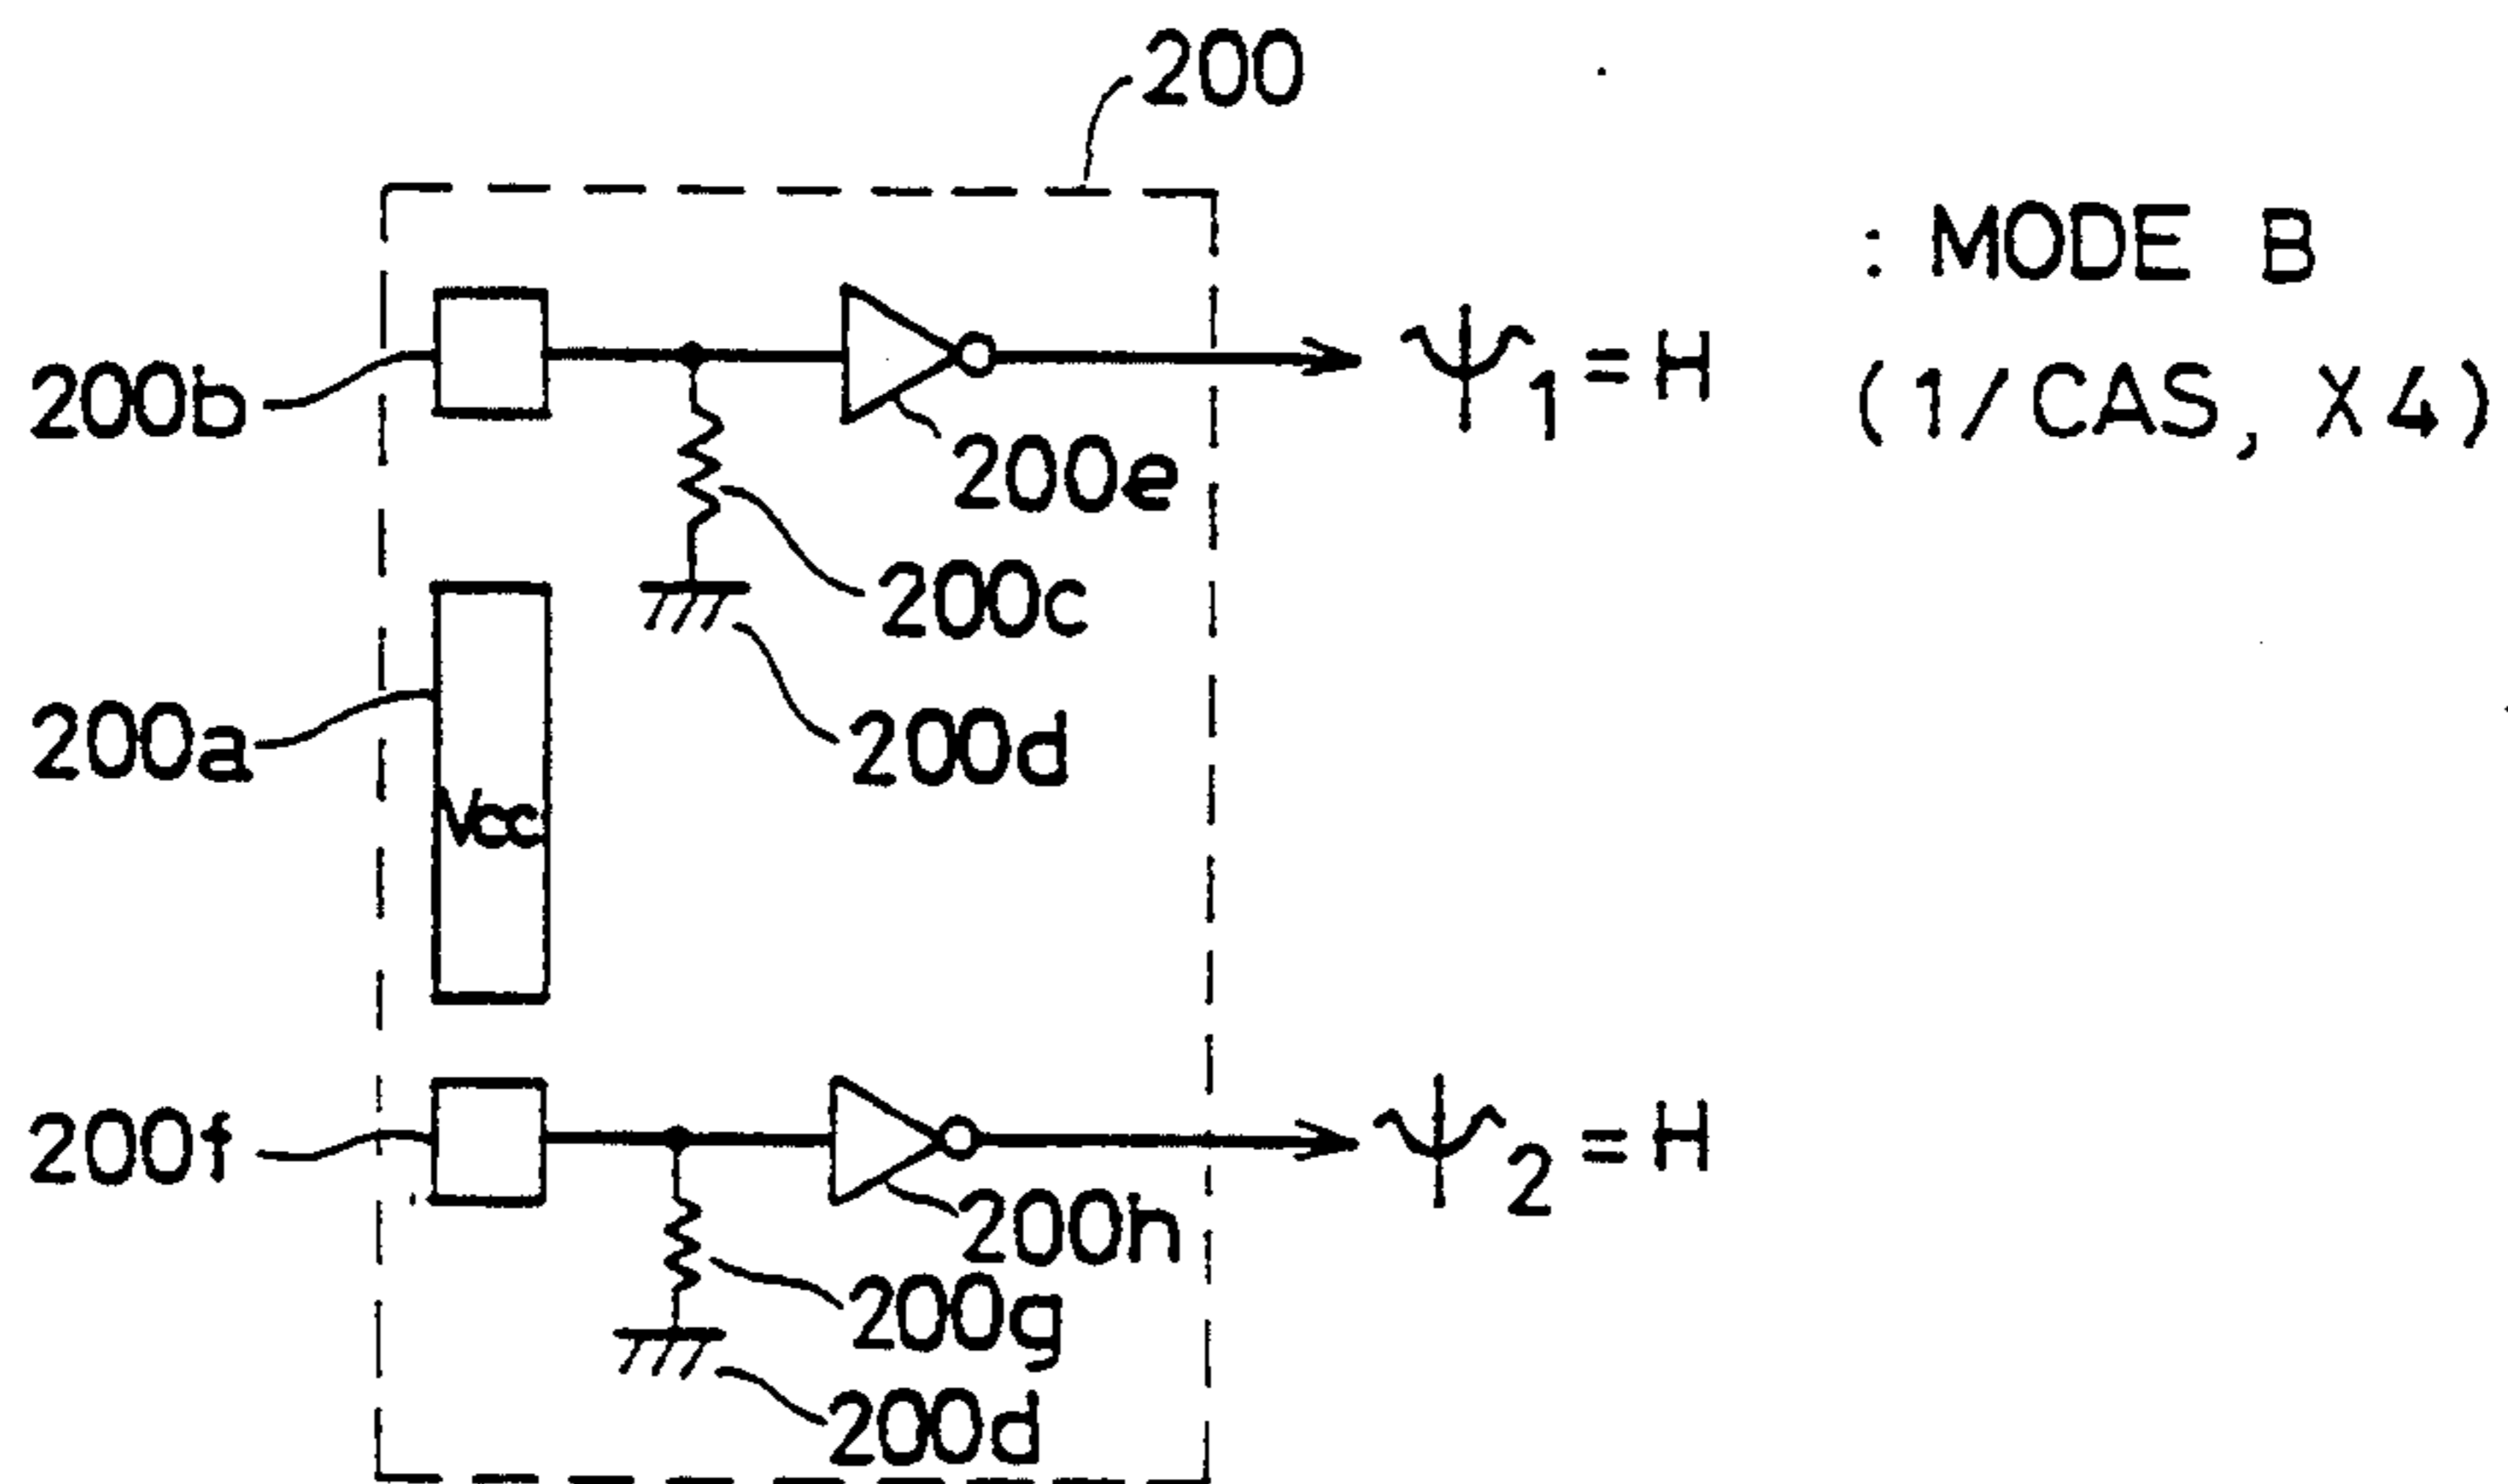 200
: MODE B
200b
ψ1 = H
(1/CAS, X4)
200e
200c
200a
200d
Vcc
200f
ψ2 = H
200h
200g
200d